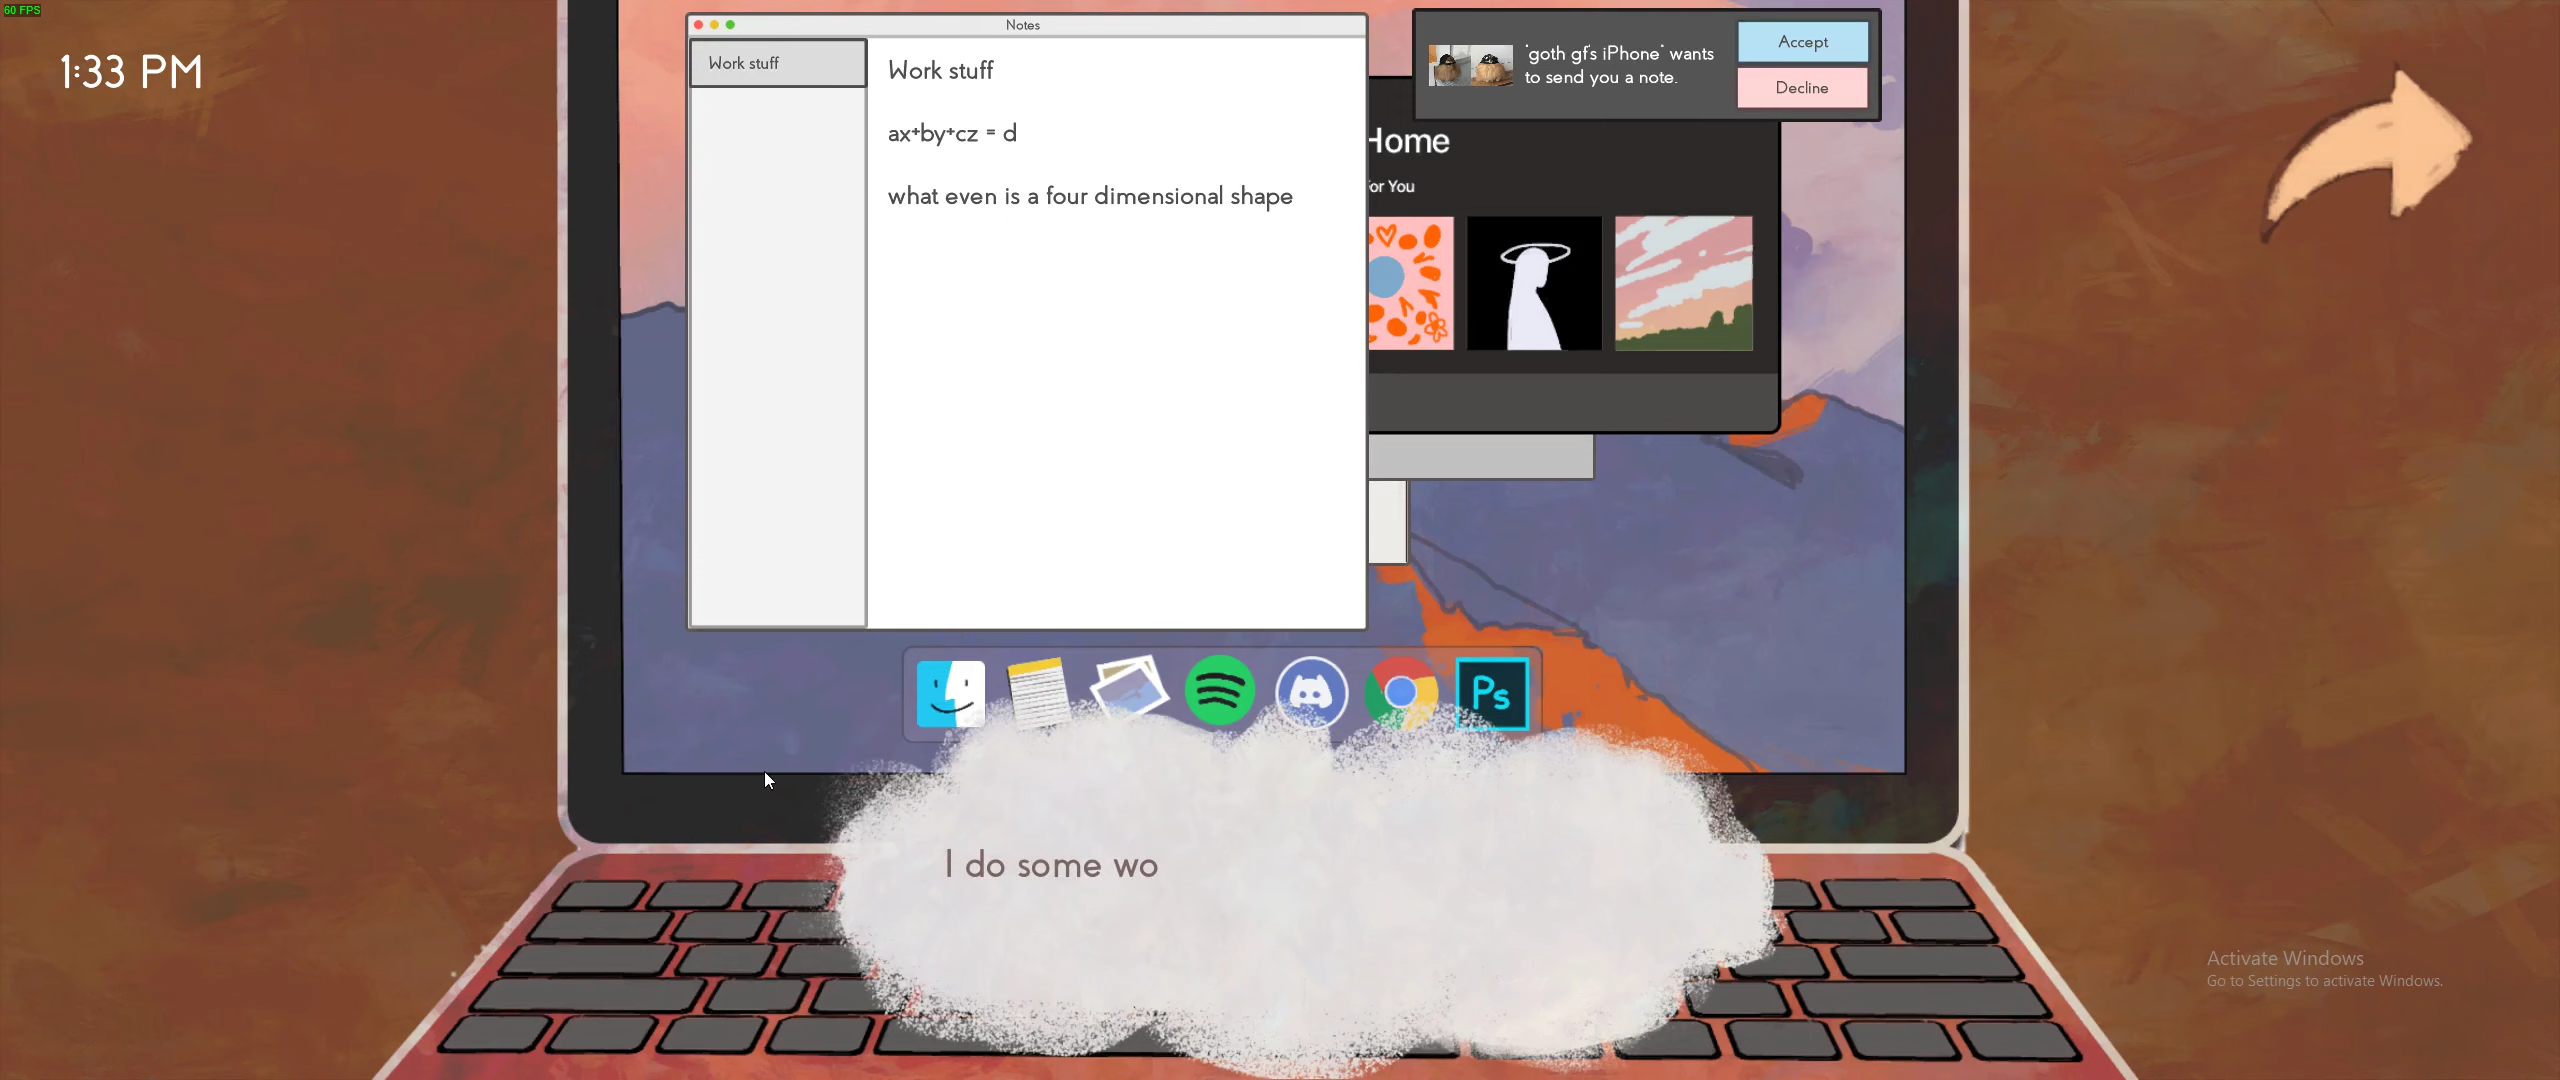 60 FPS
1:33 PM
Notes
Work stuff
Work stuff
ax+by+cz = d
what even is a four dimensional shape
"goth gf's iPhone" wants
to send you a note.
Accept
Decline
Home
or You
Ps
I do some wo
Activate Windows
Go to Settings to activate Windows.